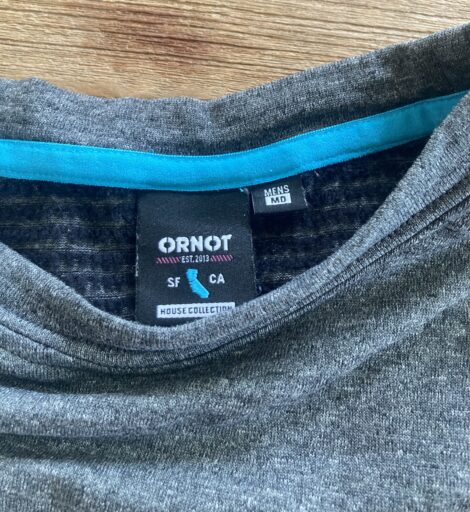 MENS
MD
ORNOT
EST. 2013
SF CA
HOUSE COLLECTION